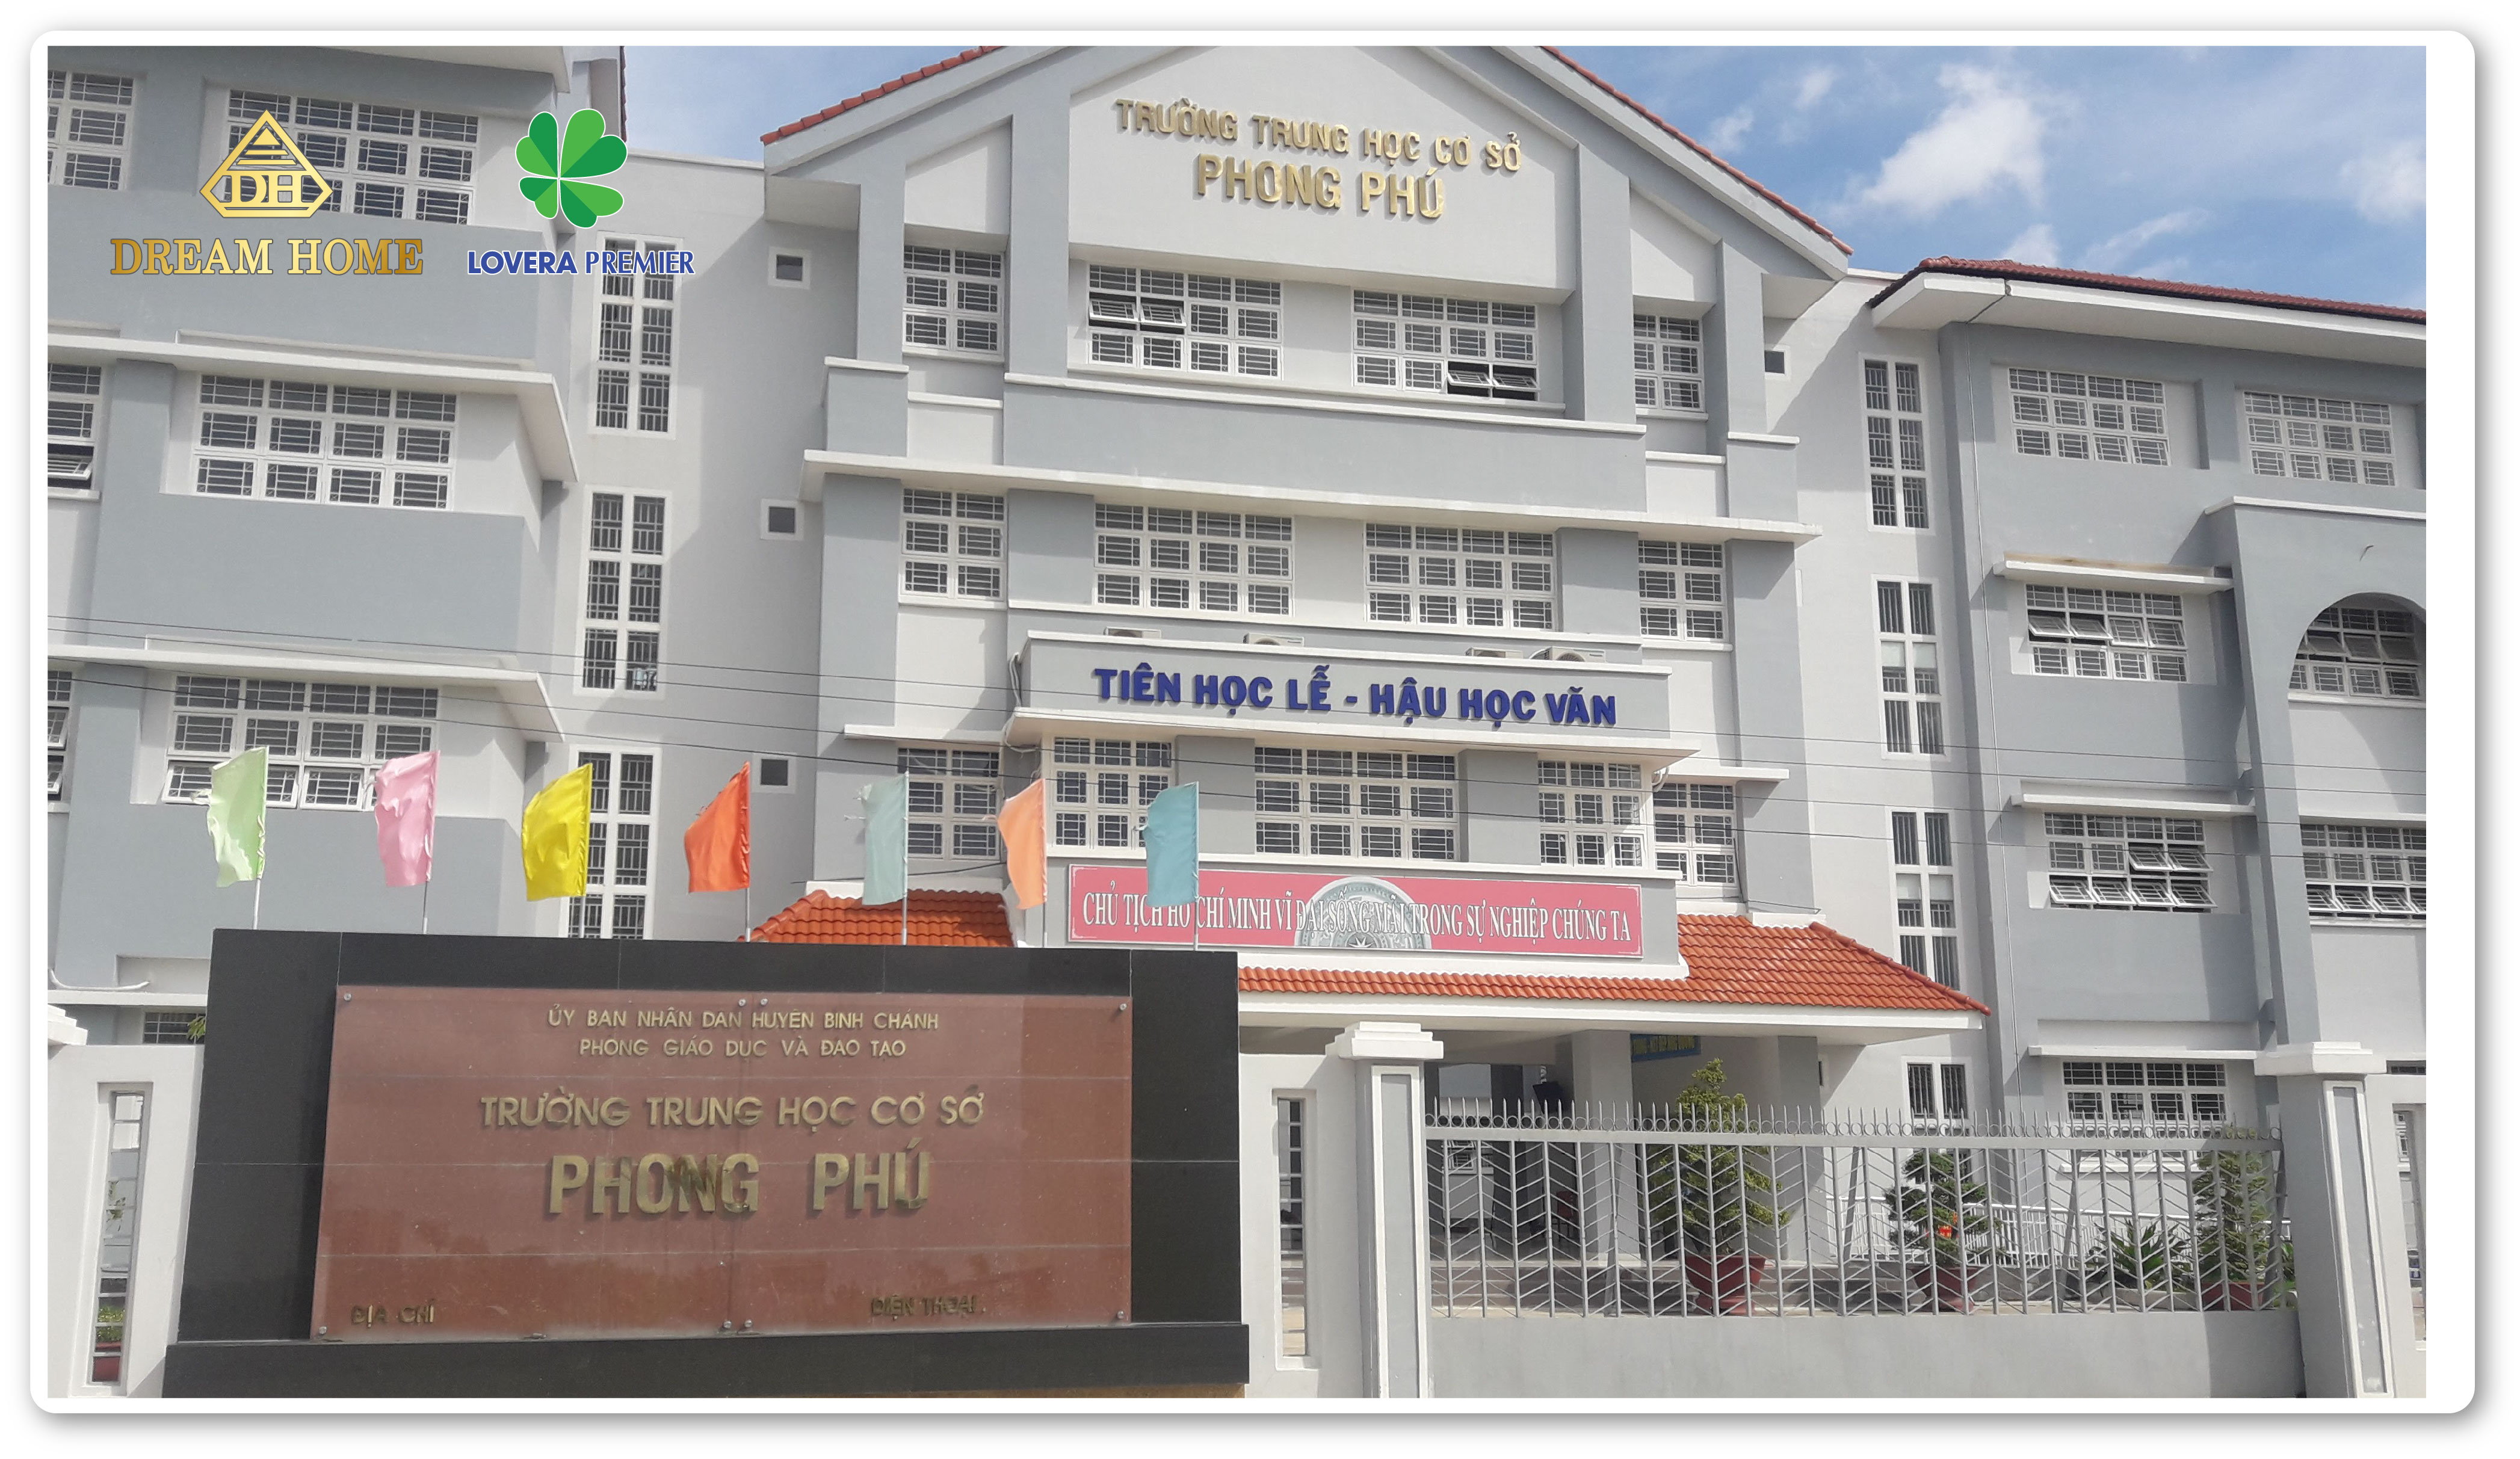 TRƯỜNG TRUNG HỌC CƠ SỞ
PHONG PHÚ
DH
DREAM HOME
LOVERA PREMIER
TIÊN HỌC LỄ - HẬU HỌC VĂN
CHỦ TỊCH HỒ CHÍ MINH VĨ ĐẠI SỐNG MÃI TRONG SỰ NGHIỆP CHÚNG TA
ỦY BAN NHÂN DÂN HUYỆN BÌNH CHÁNH
PHÒNG GIÁO DỤC VÀ ĐÀO TẠO
TRƯỜNG TRUNG HỌC CƠ SỞ
PHONG PHÚ
ĐỊA CHỈ
ĐIỆN THOẠI